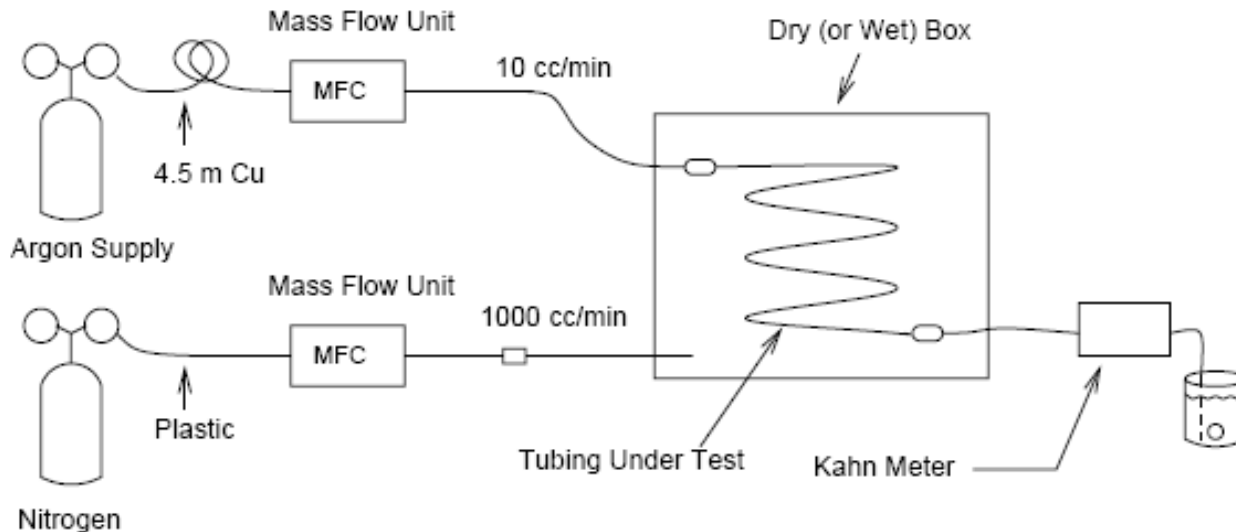 Mass Flow Unit
Dry (or Wet) Box
10 cc/min
MFC
4.5 m Cu
Argon Supply
Mass Flow Unit
1000 cc/min
MFC
Plastic
Tubing Under Test
Kahn Meter
Nitrogen